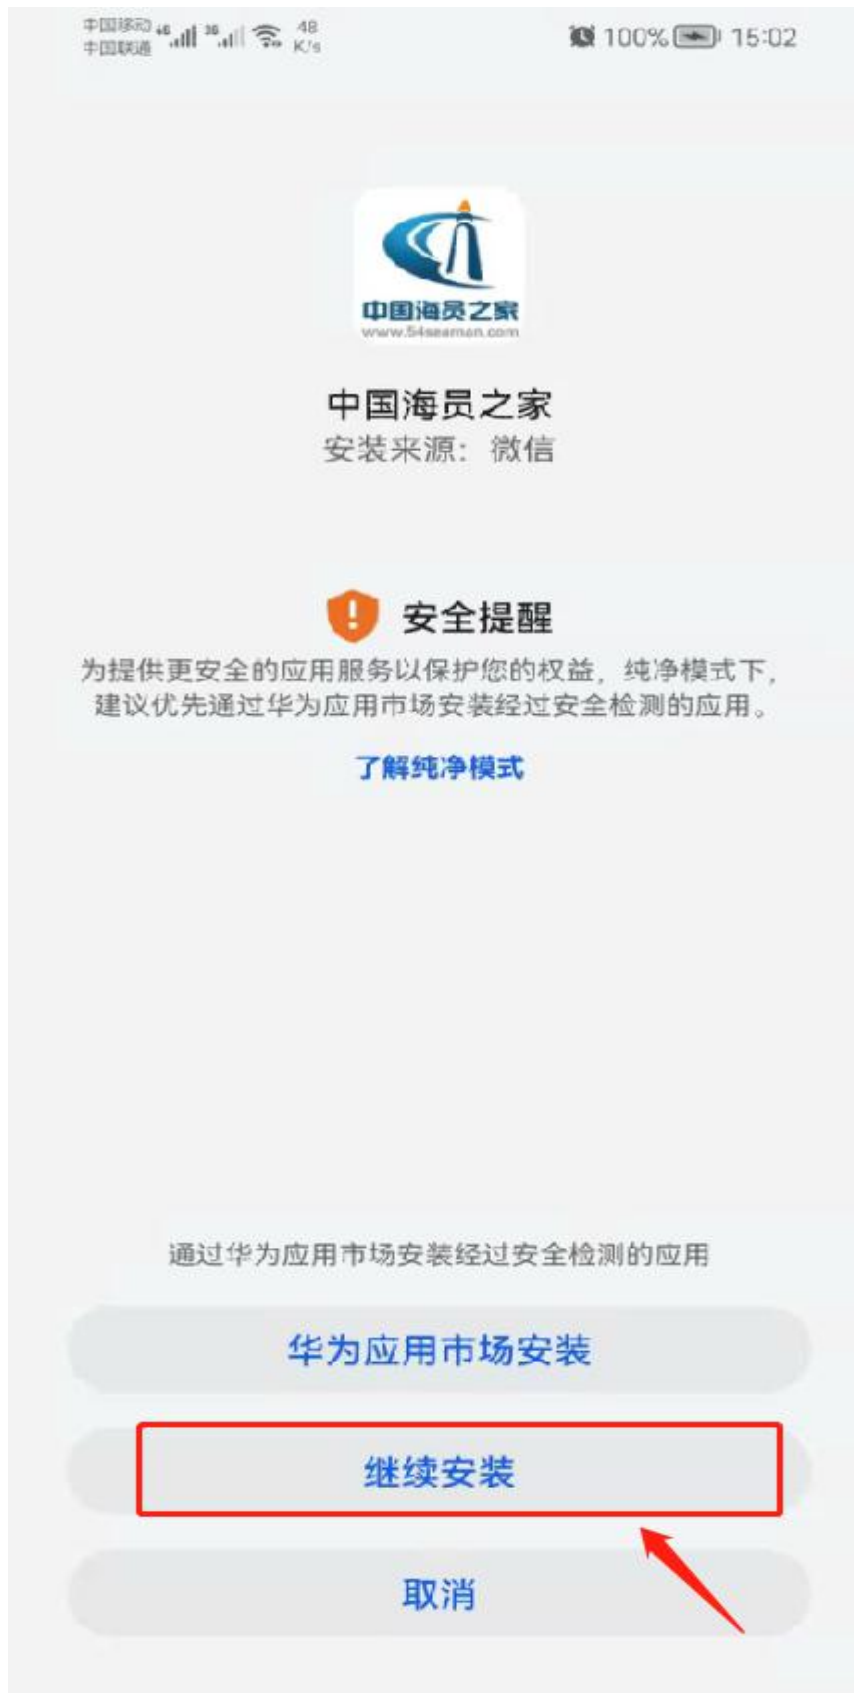 中国移动 4G 3G 48 100% 15:02
中国联通 K/s
中国海员之家
www.54seaman.com
中国海员之家
安装来源：微信
安全提醒
为提供更安全的应用服务以保护您的权益，纯净模式下，
建议优先通过华为应用市场安装经过安全检测的应用。
了解纯净模式
通过华为应用市场安装经过安全检测的应用
华为应用市场安装
继续安装
取消